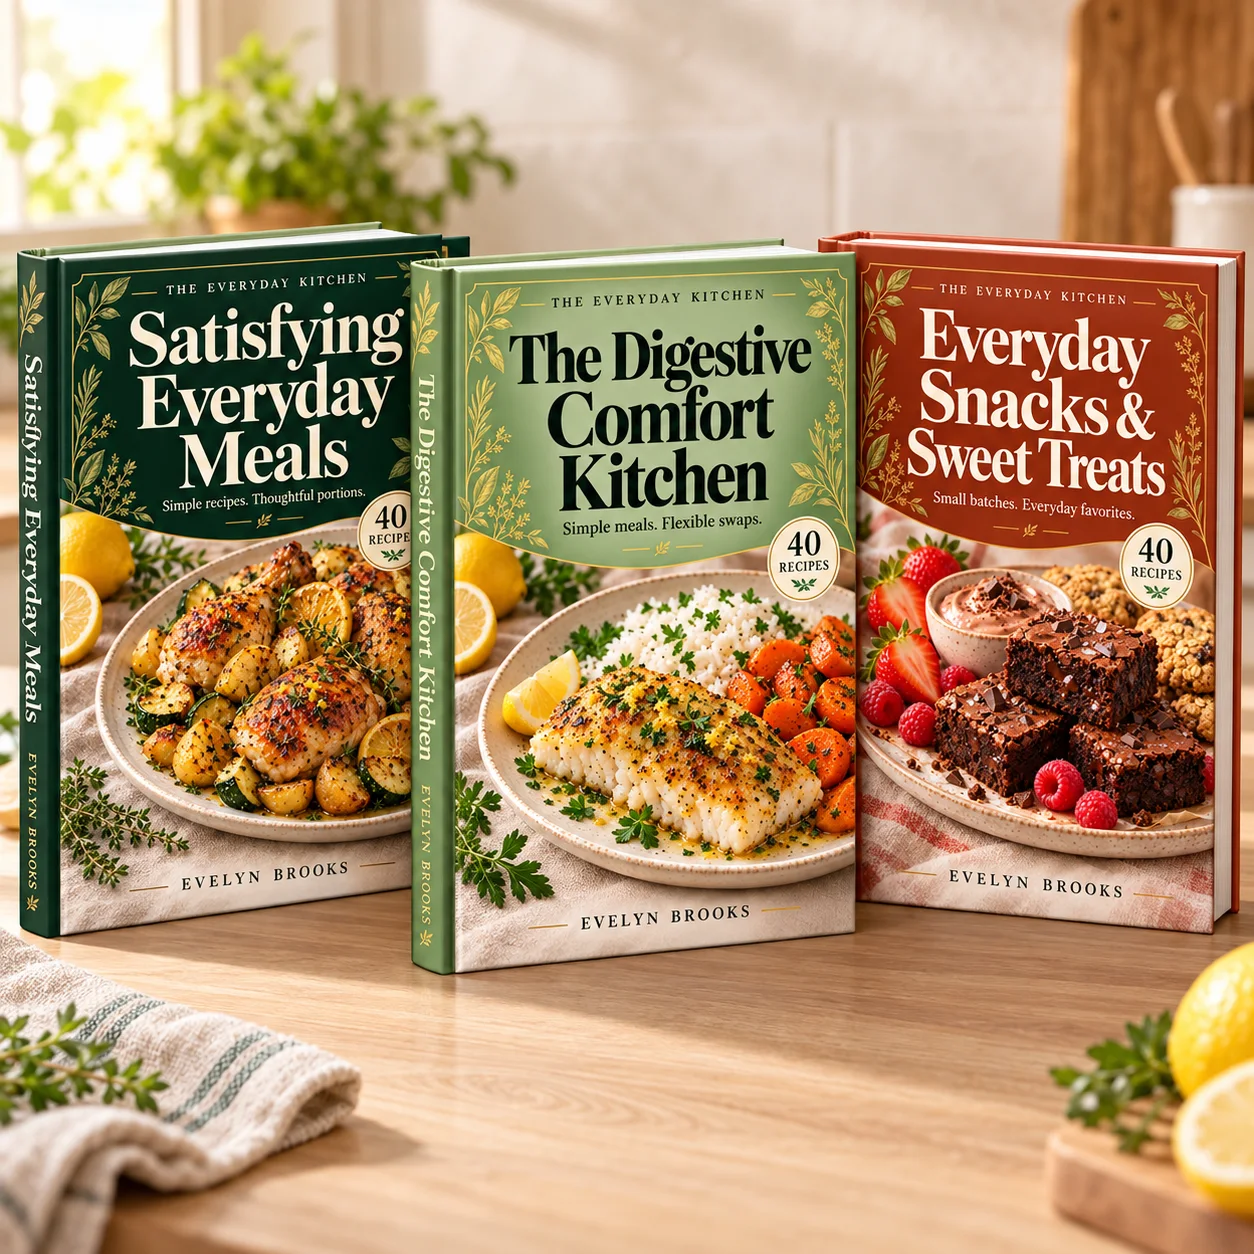 Satisfying Everyday Meals
EVELYN BROOKS
THE EVERYDAY KITCHEN
Satisfying
Everyday
Meals
Simple recipes. Thoughtful portions.
40
RECIPE
EVELYN BROOKS
The Digestive Comfort Kitchen
EVELYN BROOKS
THE EVERYDAY KITCHEN
The Digestive
Comfort
Kitchen
Simple meals. Flexible swaps.
40
RECIPES
EVELYN BROOKS
THE EVERYDAY KITCHEN
Everyday
Snacks &
Sweet Treats
Small batches. Everyday favorites.
40
RECIPES
EVELYN BROOKS